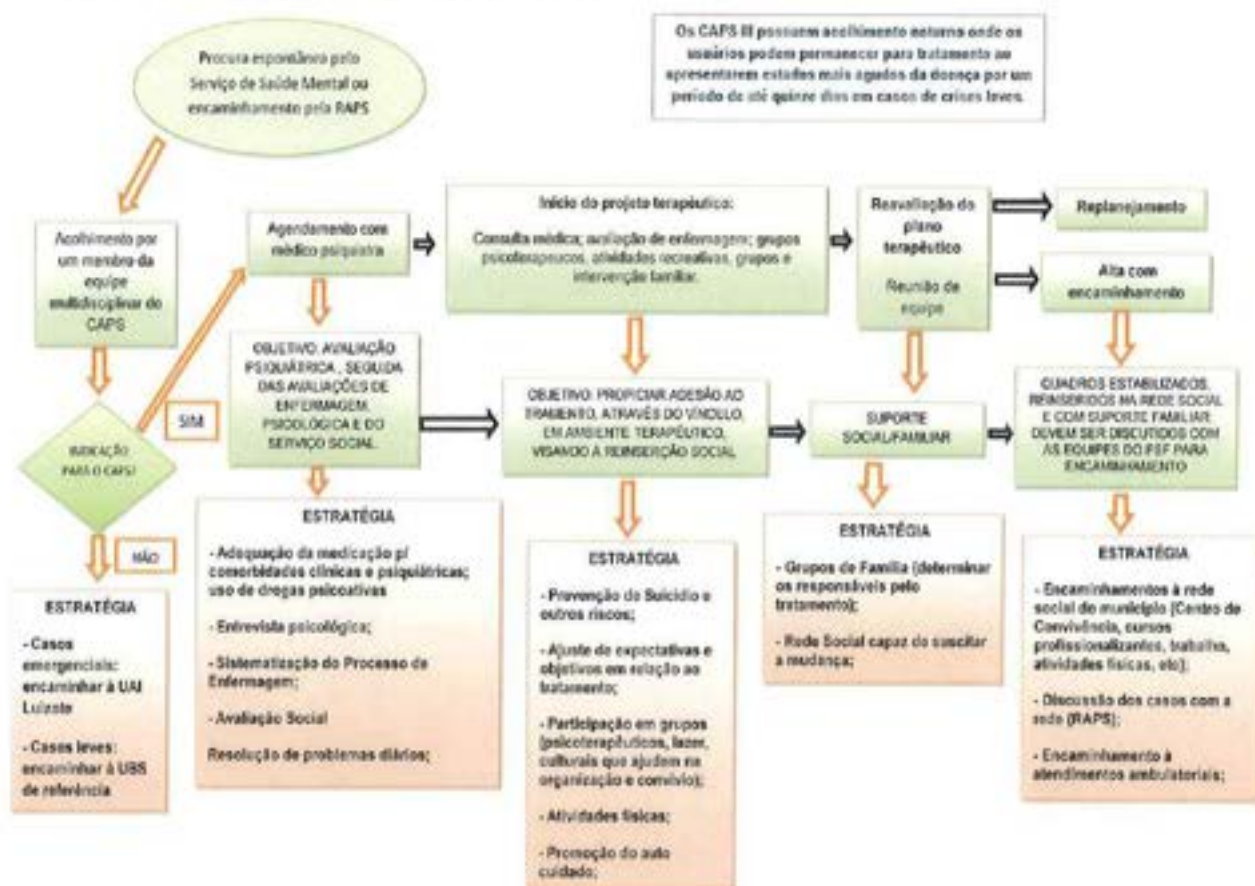 Procura espontânea pelo
Serviço de Saúde Mental ou
encaminhamento pela RAPS
Os CAPS III possuem acolhimento noturno onde os
usuários podem permanecer para tratamento ao
apresentarem estados mais agudos da doença por um
período de até quinze dias em casos de crises leves.
Acolhimento por
um membro da
equipe
multidisciplinar do
CAPS
Agendamento com
médico psiquiatra
Início do projeto terapêutico:
Consulta médica; avaliação de enfermagem; grupos
psicoterapeucos, atividades recreativas, grupos e
intervenção familiar.
Reavaliação do
plano
terapêutico
Reunião de
equipe
Replanejamento
Alta com
encaminhamento
INDICAÇÃO
PARA O CAPS?
SIM
NÃO
OBJETIVO: AVALIAÇÃO
PSIQUIÁTRICA , SEGUIDA
DAS AVALIAÇÕES DE
ENFERMAGEM,
PSICOLÓGICA E DO
SERVIÇO SOCIAL.
OBJETIVO: PROPICIAR ADESÃO AO
TRAMENTO, ATRAVÉS DO VÍNCULO,
EM AMBIENTE TERAPÊUTICO,
VISANDO A REINSERÇÃO SOCIAL
SUPORTE
SOCIAL/FAMILIAR
QUADROS ESTABILIZADOS,
REINSERIDOS NA REDE SOCIAL
E COM SUPORTE FAMILIAR
DEVEM SER DISCUTIDOS COM
AS EQUIPES DO PSF PARA
ENCAMINHAMENTO
ESTRATÉGIA
- Casos
emergenciais:
encaminhar à UAI
Luizote
- Casos leves:
encaminhar à UBS
de referência
ESTRATÉGIA
- Adequação da medicação p/
comorbidades clínicas e psiquiátricas;
uso de drogas psicoativas
- Entrevista psicológica;
- Sistematização do Processo de
Enfermagem;
- Avaliação Social
Resolução de problemas diários;
ESTRATÉGIA
- Prevenção de Suicídio e
outros riscos;
- Ajuste de expectativas e
objetivos em relação ao
tratamento;
- Participação em grupos
(psicoterapêuticos, lazer,
culturais que ajudem na
organização e convívio);
- Atividades físicas;
- Promoção do auto
cuidado;
ESTRATÉGIA
- Grupos de Família (determinar
os responsáveis pelo
tratamento);
- Rede Social capaz de suscitar
a mudança;
ESTRATÉGIA
- Encaminhamentos à rede
social do município (Centro de
Convivência, cursos
profissionalizantes, trabalho,
atividades físicas, etc);
- Discussão dos casos com a
rede (RAPS);
- Encaminhamento à
atendimentos ambulatoriais;